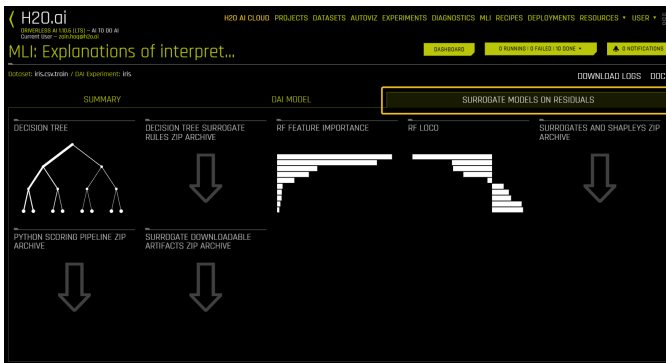 H2O.ai
DRIVERLESS AI 1.10.6 (LTS) – AI TO DO AI
Current User – zain.haq@h2o.ai
H2O AI CLOUD PROJECTS DATASETS AUTOVIZ EXPERIMENTS DIAGNOSTICS MLI RECIPES DEPLOYMENTS RESOURCES USER
MLI: Explanations of interpret...
DASHBOARD
0 RUNNING | 0 FAILED | 10 DONE
0 NOTIFICATIONS
Dataset: iris.csv.train / DAI Experiment: iris
DOWNLOAD LOGS DOC
SUMMARY
DAI MODEL
SURROGATE MODELS ON RESIDUALS
DECISION TREE
DECISION TREE SURROGATE
RULES ZIP ARCHIVE
RF FEATURE IMPORTANCE
RF LOCO
SURROGATES AND SHAPLEYS ZIP
ARCHIVE
PYTHON SCORING PIPELINE ZIP
ARCHIVE
SURROGATE DOWNLOADABLE
ARTIFACTS ZIP ARCHIVE